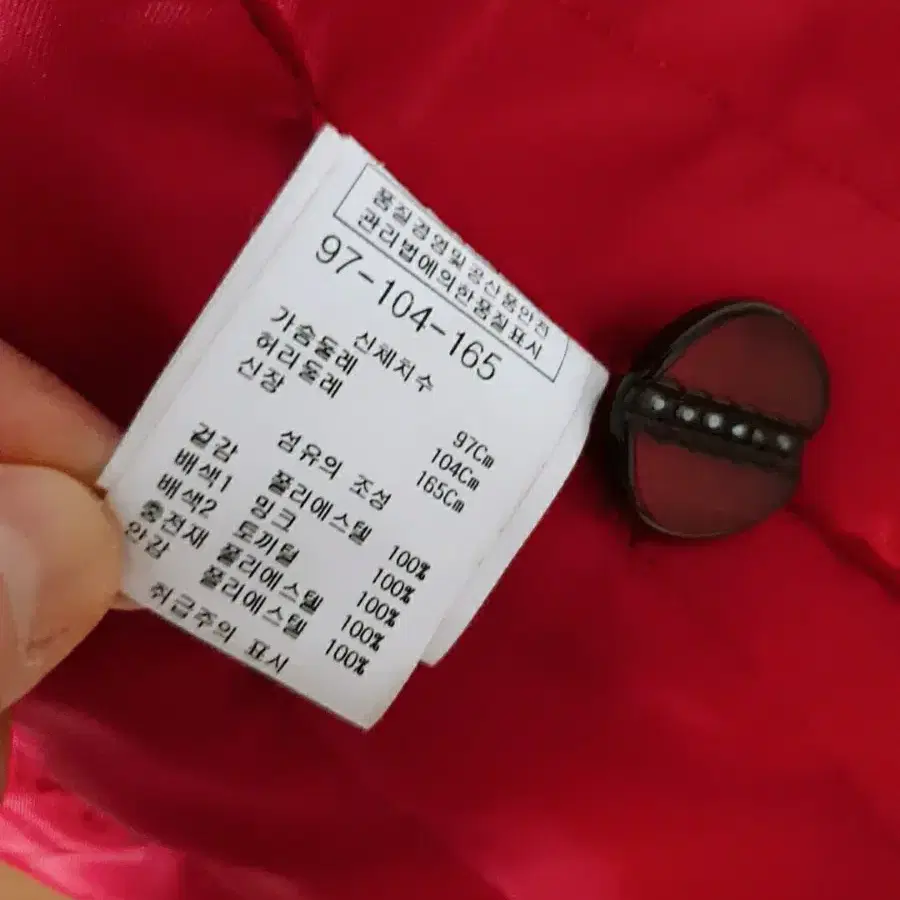 품질경영및공산품안전
관리법에의한품질표시
97-104-165
신체치수
가슴둘레 97Cm
허리둘레 104Cm
신장 165Cm
섬유의 조성
겉감 폴리에스텔 100%
배색1 밍크 100%
배색2 토끼털 100%
충전재 폴리에스텔 100%
안감 폴리에스텔 100%
취급주의 표시